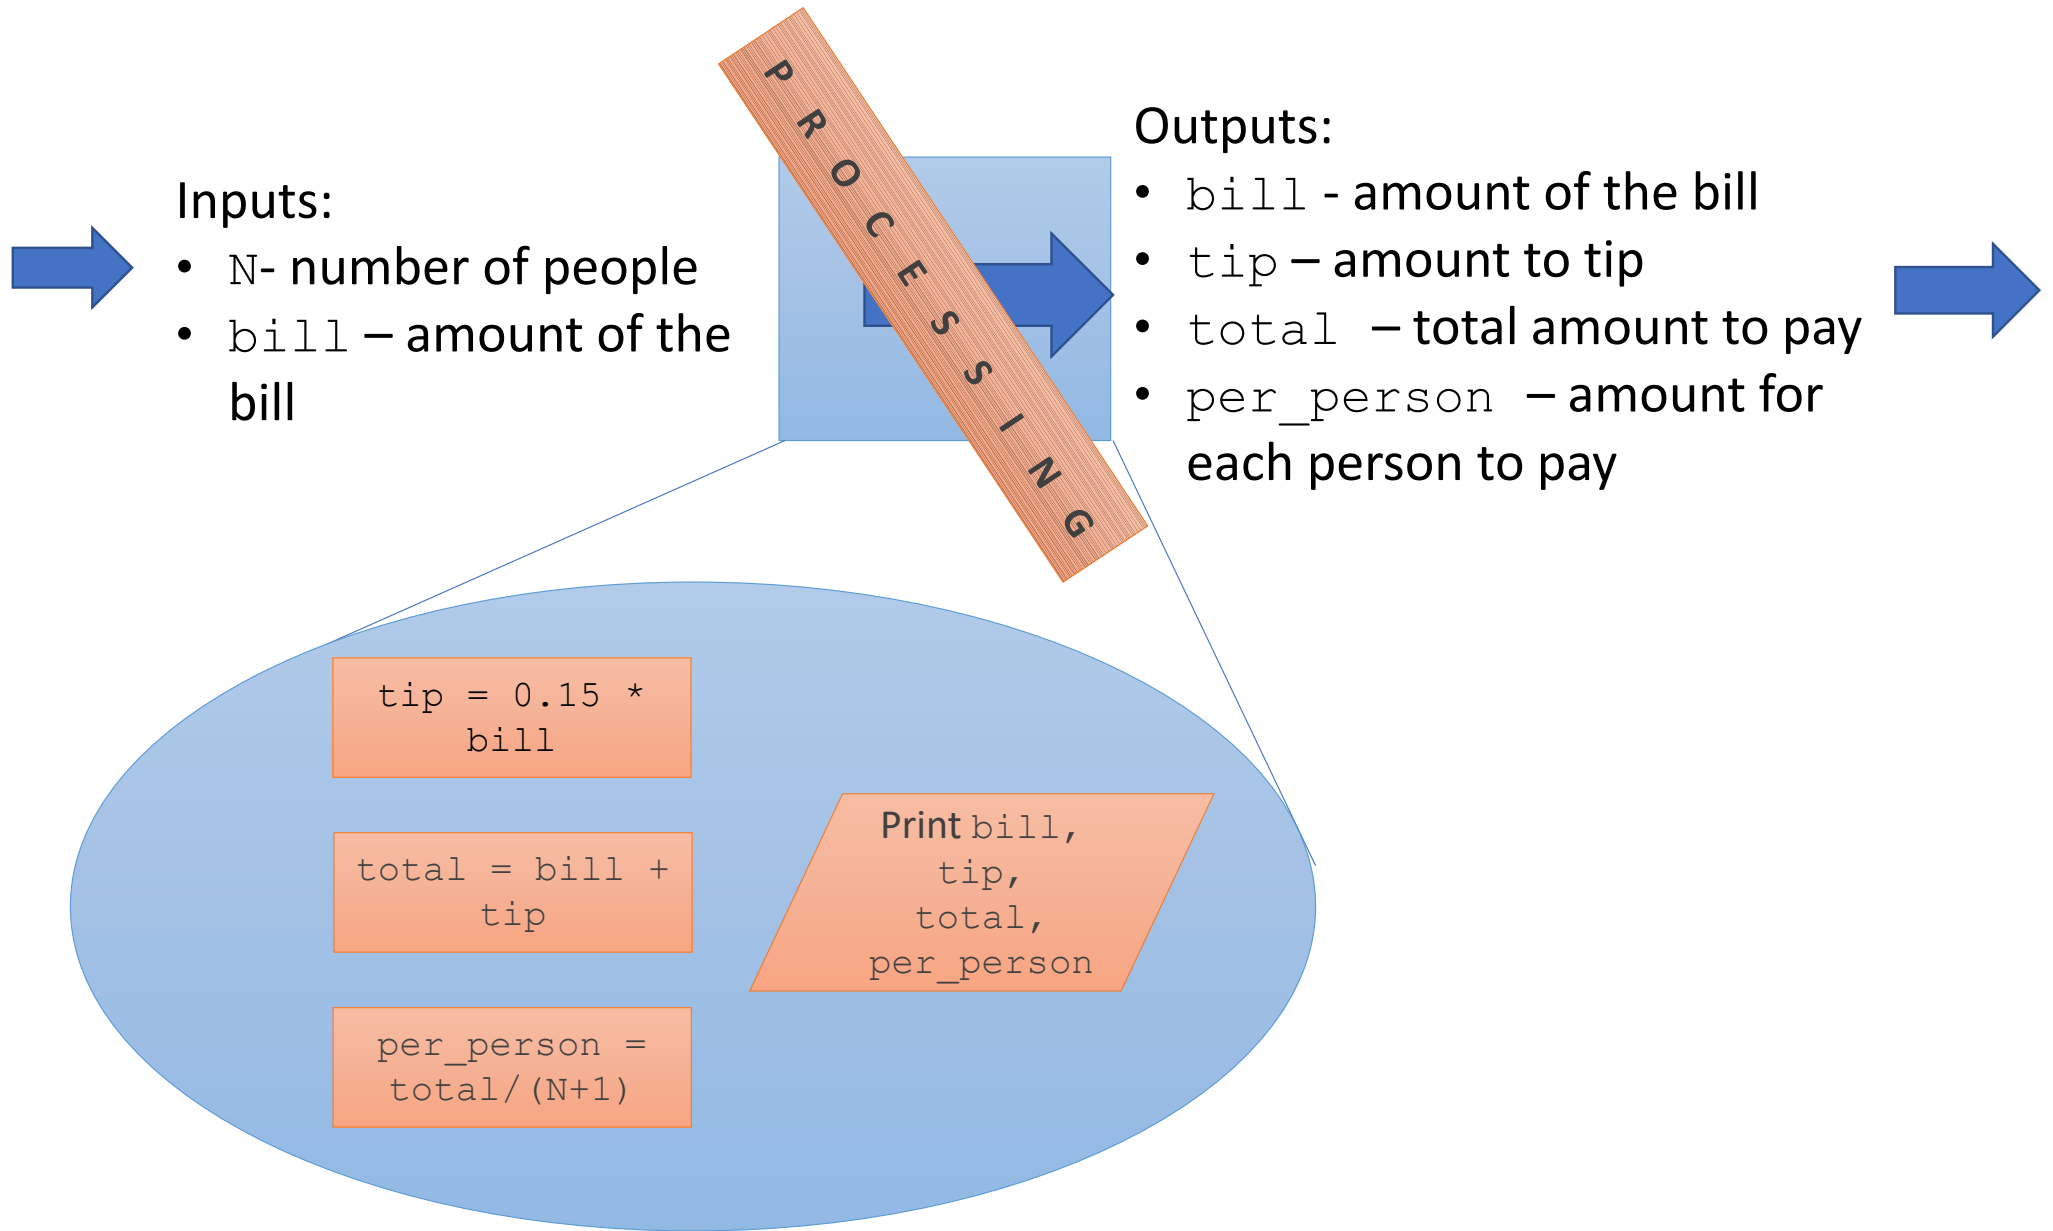 Inputs:
• N- number of people
• bill – amount of the
bill
PROCESSING
Outputs:
• bill - amount of the bill
• tip – amount to tip
• total – total amount to pay
• per_person – amount for
each person to pay
tip = 0.15 *
bill
total = bill +
tip
per_person =
total/(N+1)
Print bill,
tip,
total,
per_person